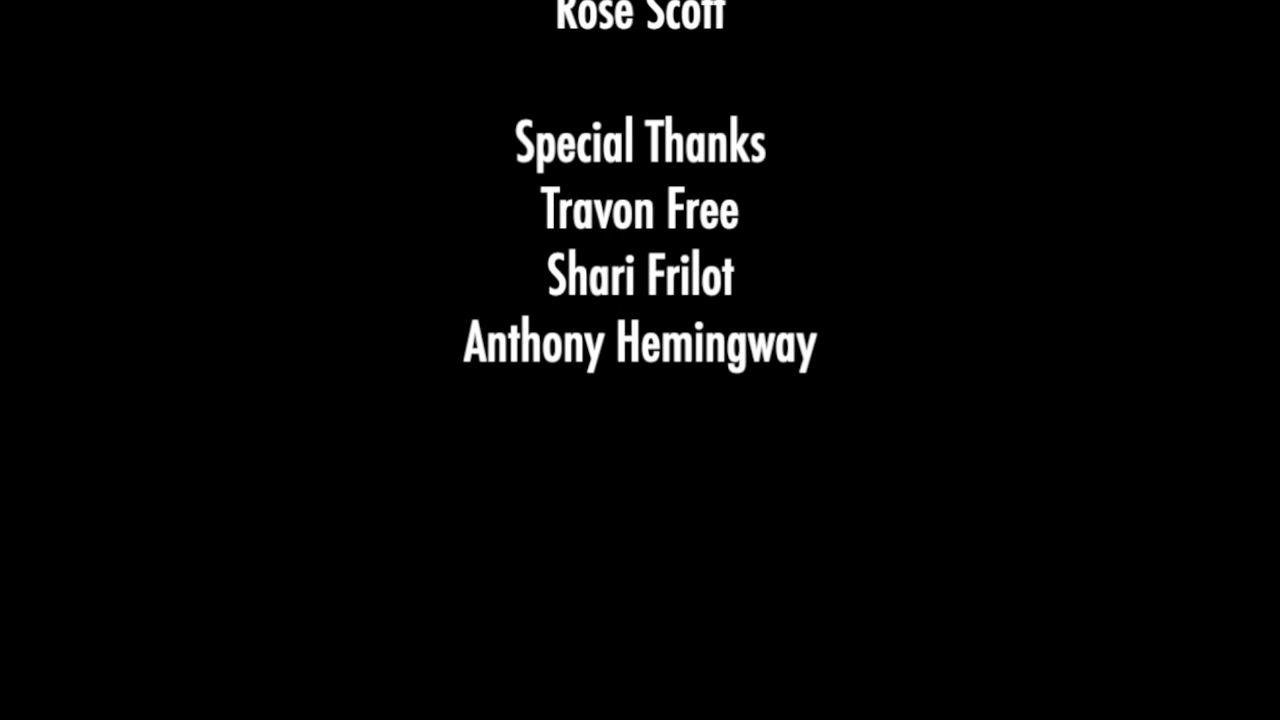 Rose Scott
Special Thanks
Travon Free
Shari Frilot
Anthony Hemingway